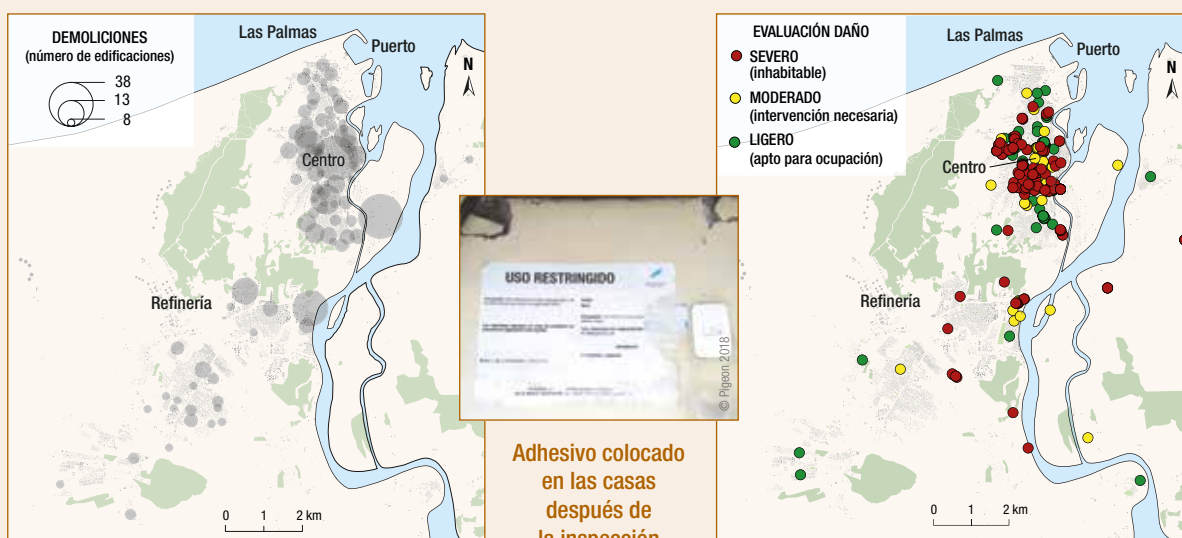 DEMOLICIONES
(número de edificaciones)
38
13
8
Las Palmas
Puerto
N
Centro
Refinería
0 1 2 km
USO RESTRINGIDO
© Pigeon 2018
Adhesivo colocado
en las casas
después de
la inspección
EVALUACIÓN DAÑO
SEVERO
(inhabitable)
MODERADO
(intervención necesaria)
LIGERO
(apto para ocupación)
Las Palmas
Puerto
N
Centro
Refinería
0 1 2 km